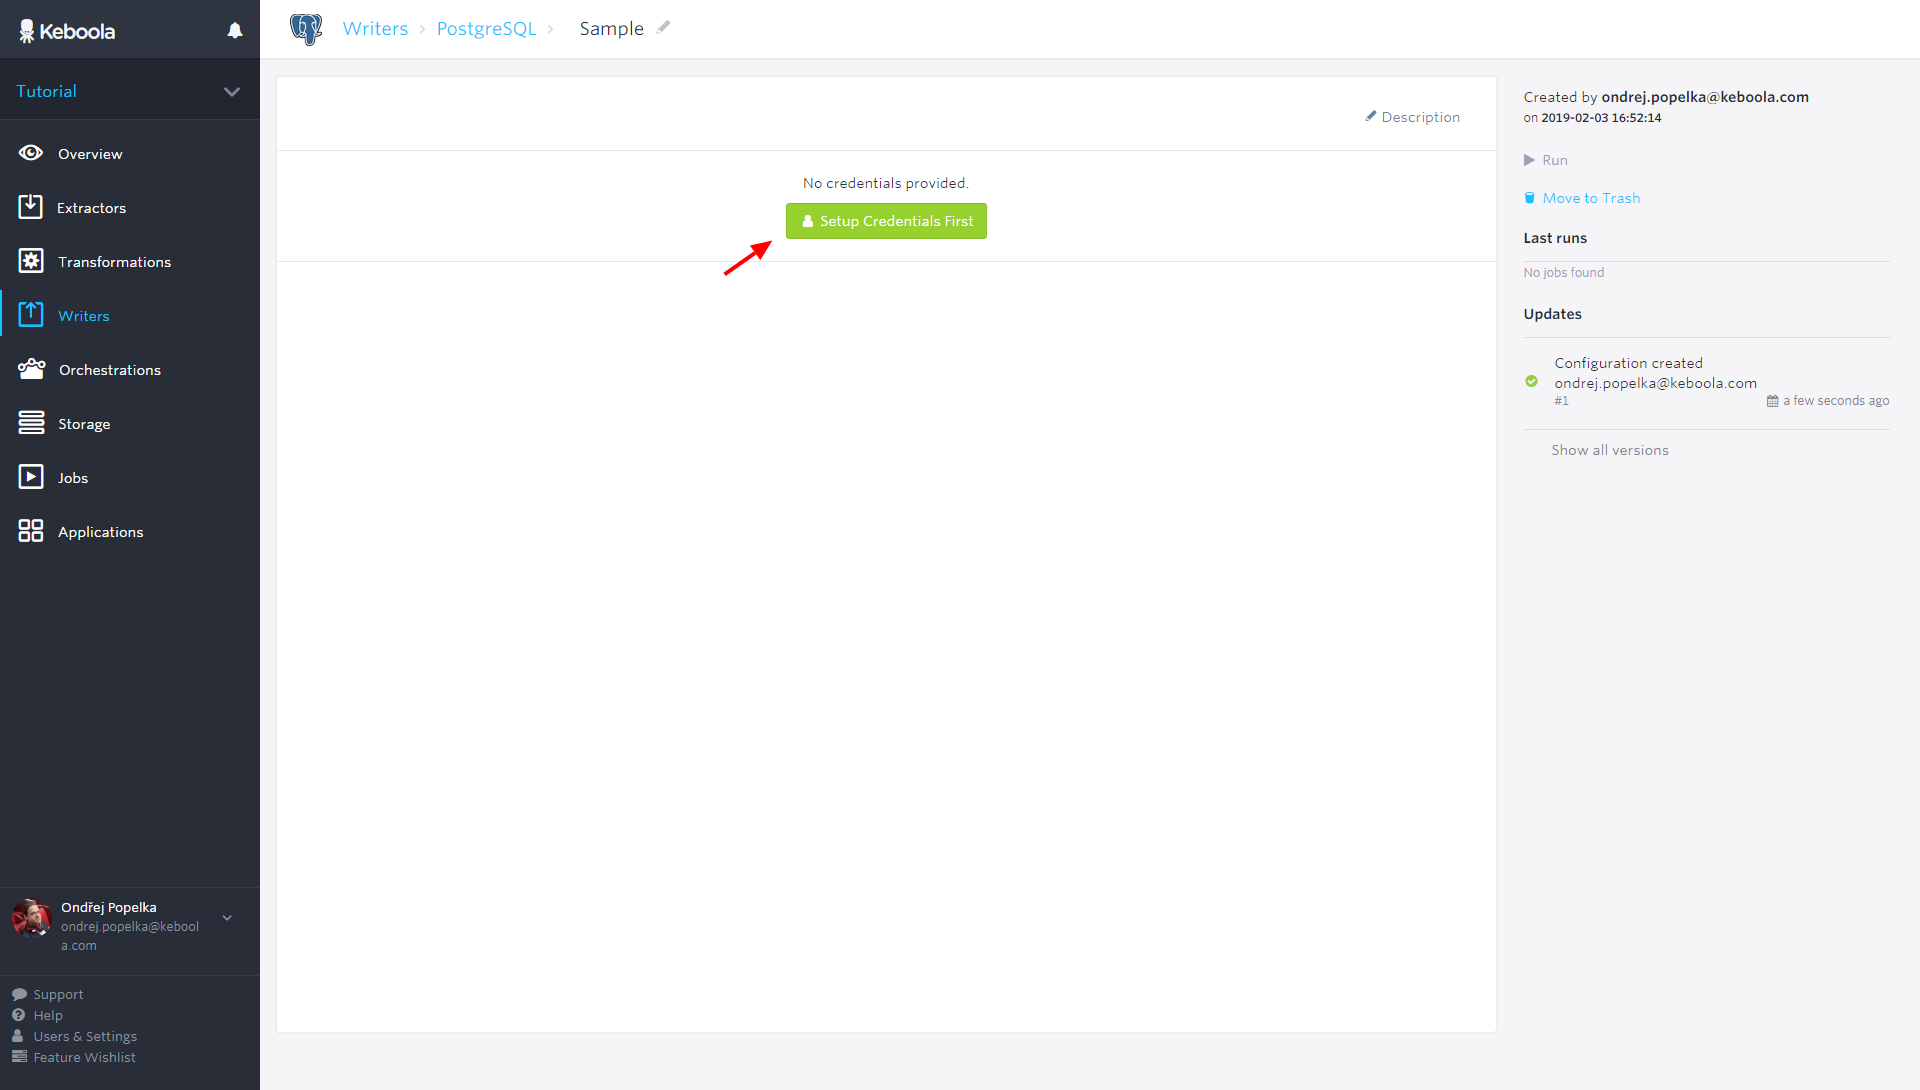 Keboola
Tutorial
Overview
Extractors
Transformations
Writers
Orchestrations
Storage
Jobs
Applications
Ondřej Popelka
ondrej.popelka@kebool
a.com
Support
Help
Users & Settings
Feature Wishlist
Writers › PostgreSQL › Sample
Description
No credentials provided.
Setup Credentials First
Created by ondrej.popelka@keboola.com
on 2019-02-03 16:52:14
Run
Move to Trash
Last runs
No jobs found
Updates
Configuration created
ondrej.popelka@keboola.com
#1 a few seconds ago
Show all versions